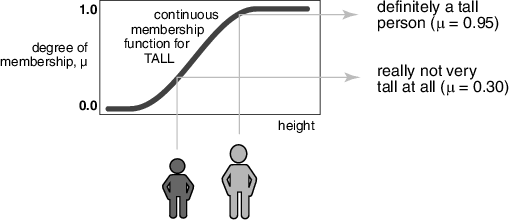 1.0
continuous
membership
function for
TALL
degree of
membership, μ
0.0
height
definitely a tall
person (μ = 0.95)
really not very
tall at all (μ = 0.30)